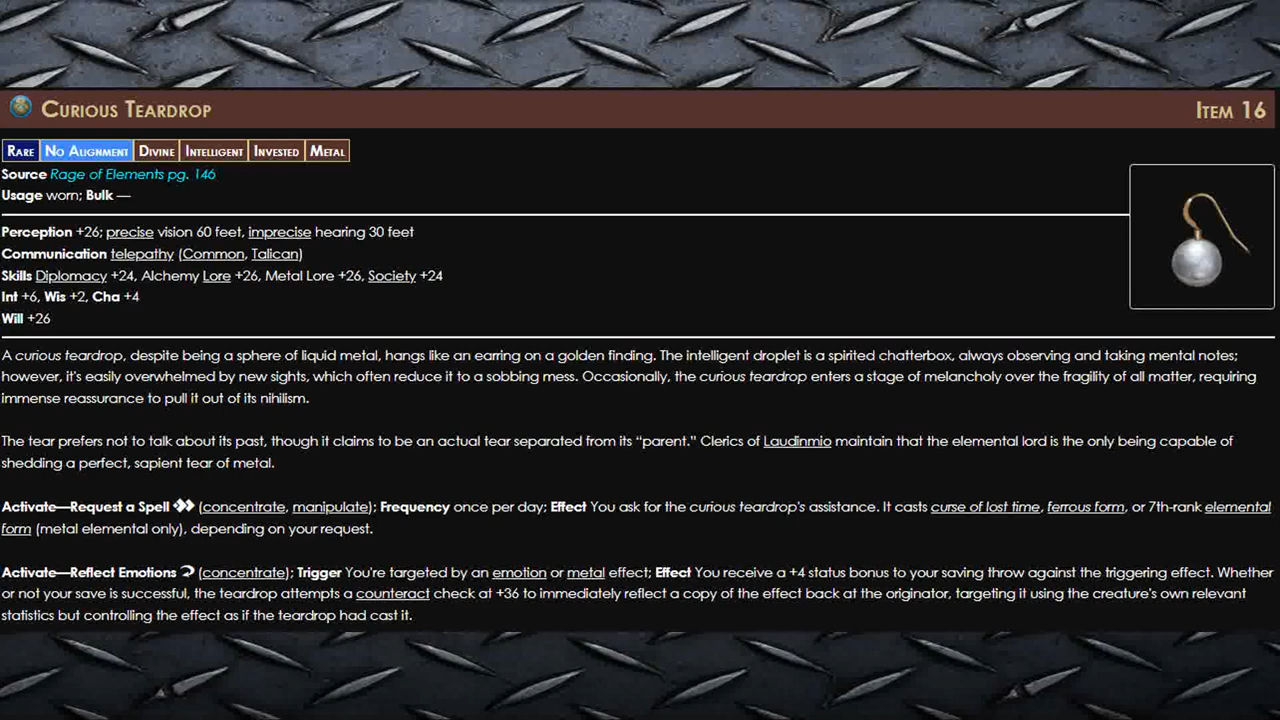 Curious Teardrop Item 16
Rare No Alignment Divine Intelligent Invested Metal
Source Rage of Elements pg. 146
Usage worn; Bulk —
Perception +26; precise vision 60 feet, imprecise hearing 30 feet
Communication telepathy (Common, Talican)
Skills Diplomacy +24, Alchemy Lore +26, Metal Lore +26, Society +24
Int +6, Wis +2, Cha +4
Will +26
A curious teardrop, despite being a sphere of liquid metal, hangs like an earring on a golden finding. The intelligent droplet is a spirited chatterbox, always observing and taking mental notes;
however, it's easily overwhelmed by new sights, which often reduce it to a sobbing mess. Occasionally, the curious teardrop enters a stage of melancholy over the fragility of all matter, requiring
immense reassurance to pull it out of its nihilism.
The tear prefers not to talk about its past, though it claims to be an actual tear separated from its “parent.” Clerics of Laudinmio maintain that the elemental lord is the only being capable of
shedding a perfect, sapient tear of metal.
Activate—Request a Spell (concentrate, manipulate); Frequency once per day; Effect You ask for the curious teardrop's assistance. It casts curse of lost time, ferrous form, or 7th-rank elemental
form (metal elemental only), depending on your request.
Activate—Reflect Emotions (concentrate); Trigger You're targeted by an emotion or metal effect; Effect You receive a +4 status bonus to your saving throw against the triggering effect. Whether
or not your save is successful, the teardrop attempts a counteract check at +36 to immediately reflect a copy of the effect back at the originator, targeting it using the creature's own relevant
statistics but controlling the effect as if the teardrop had cast it.